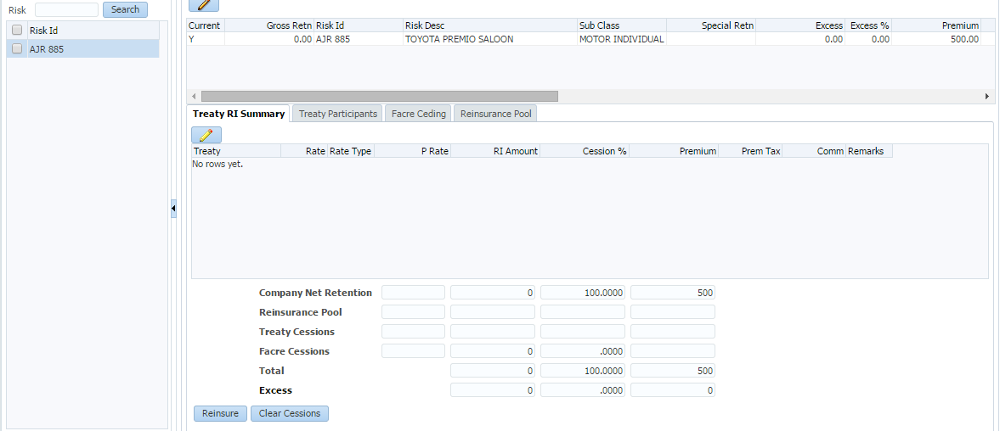 Risk Search
Risk Id
AJR 885
Current Gross Retn Risk Id Risk Desc Sub Class Special Retn Excess Excess % Premium
Y 0.00 AJR 885 TOYOTA PREMIO SALOON MOTOR INDIVIDUAL 0.00 0.00 500.00
Treaty RI Summary Treaty Participants Facre Ceding Reinsurance Pool
Treaty Rate Rate Type P Rate RI Amount Cession % Premium Prem Tax Comm Remarks
No rows yet.
Company Net Retention 0 100.0000 500
Reinsurance Pool
Treaty Cessions
Facre Cessions 0 .0000
Total 0 100.0000 500
Excess 0 .0000 0
Reinsure Clear Cessions